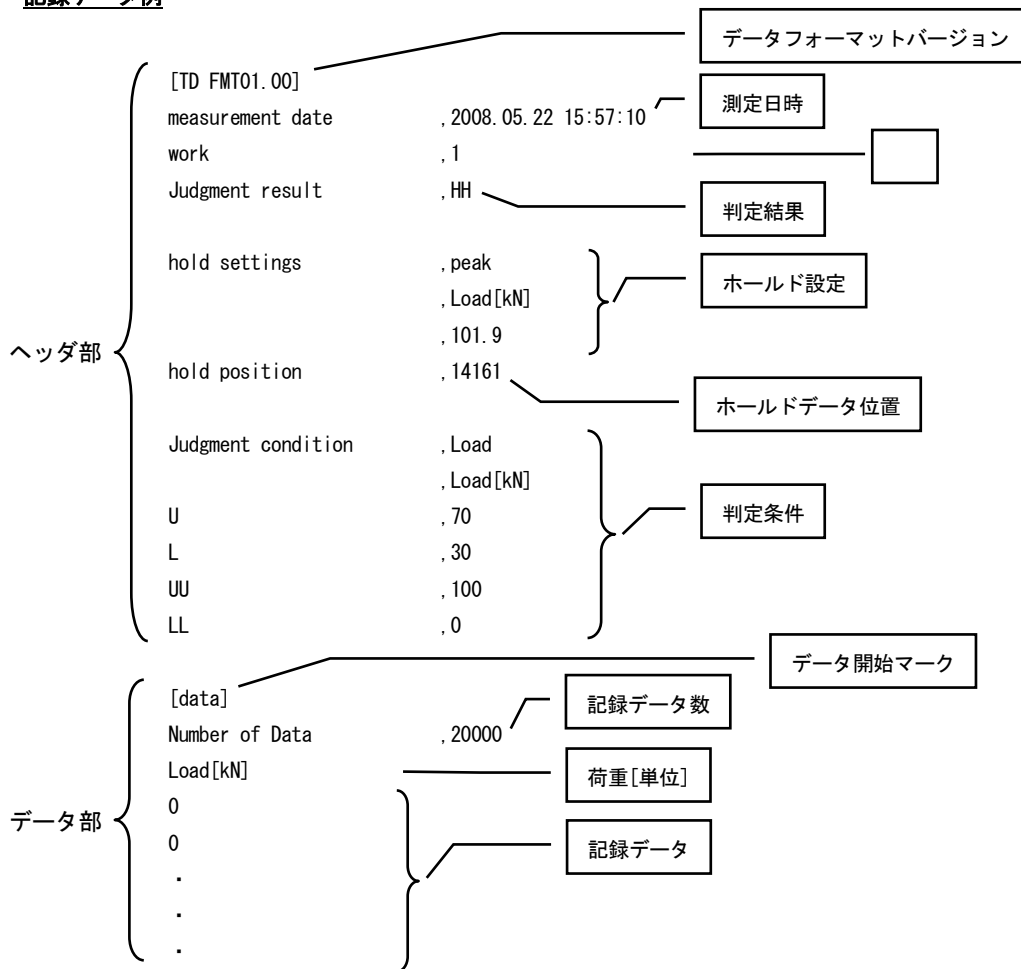 記録データ例
データフォーマットバージョン
[TD FMT01.00]
measurement date ,2008.05.22 15:57:10 測定日時
work ,1
Judgment result ,HH 判定結果
hold settings ,peak ホールド設定
,Load[kN]
,101.9
ヘッダ部
hold position ,14161 ホールドデータ位置
Judgment condition ,Load
,Load[kN]
U ,70 判定条件
L ,30
UU ,100
LL ,0
データ開始マーク
[data] 記録データ数
Number of Data ,20000
Load[kN] 荷重[単位]
0
データ部
0 記録データ
・
・
・